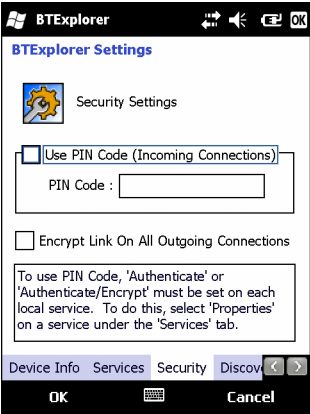 BTExplorer
OK
BTExplorer Settings
Security Settings
Use PIN Code (Incoming Connections)
PIN Code :
Encrypt Link On All Outgoing Connections
To use PIN Code, 'Authenticate' or
'Authenticate/Encrypt' must be set on each
local service. To do this, select 'Properties'
on a service under the 'Services' tab.
Device Info Services Security Discov
OK Cancel